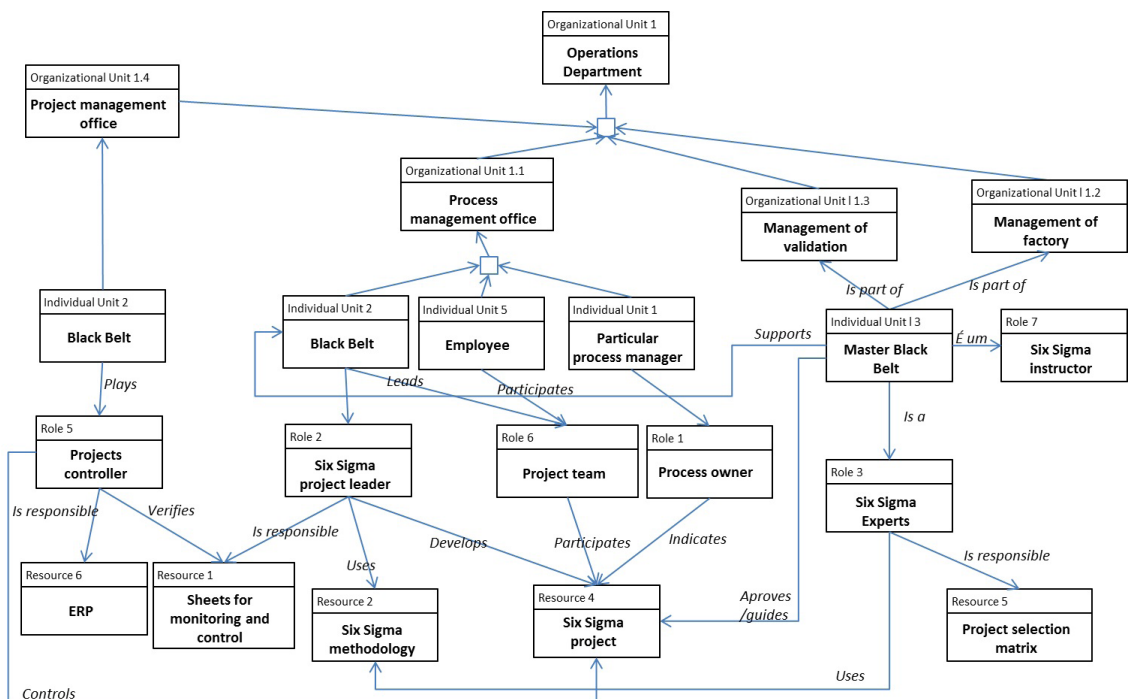 Organizational Unit 1
Operations
Department
Organizational Unit 1.4
Project management
office
Organizational Unit 1.1
Process
management office
Organizational Unit l 1.3
Management of
validation
Organizational Unit l 1.2
Management of
factory
Is part of
Is part of
Individual Unit 2
Black Belt
Individual Unit 2
Black Belt
Individual Unit 5
Employee
Individual Unit 1
Particular
process manager
Supports
Individual Unit l 3
Master Black
Belt
É um
Role 7
Six Sigma
instructor
Plays
Leads
Participates
Is a
Role 5
Projects
controller
Role 2
Six Sigma
project leader
Role 6
Project team
Role 1
Process owner
Role 3
Six Sigma
Experts
Is responsible
Verifies
Is responsible
Uses
Develops
Participates
Indicates
Is responsible
Resource 6
ERP
Resource 1
Sheets for
monitoring and
control
Resource 2
Six Sigma
methodology
Resource 4
Six Sigma
project
Aproves
/guides
Resource 5
Project selection
matrix
Uses
Controls